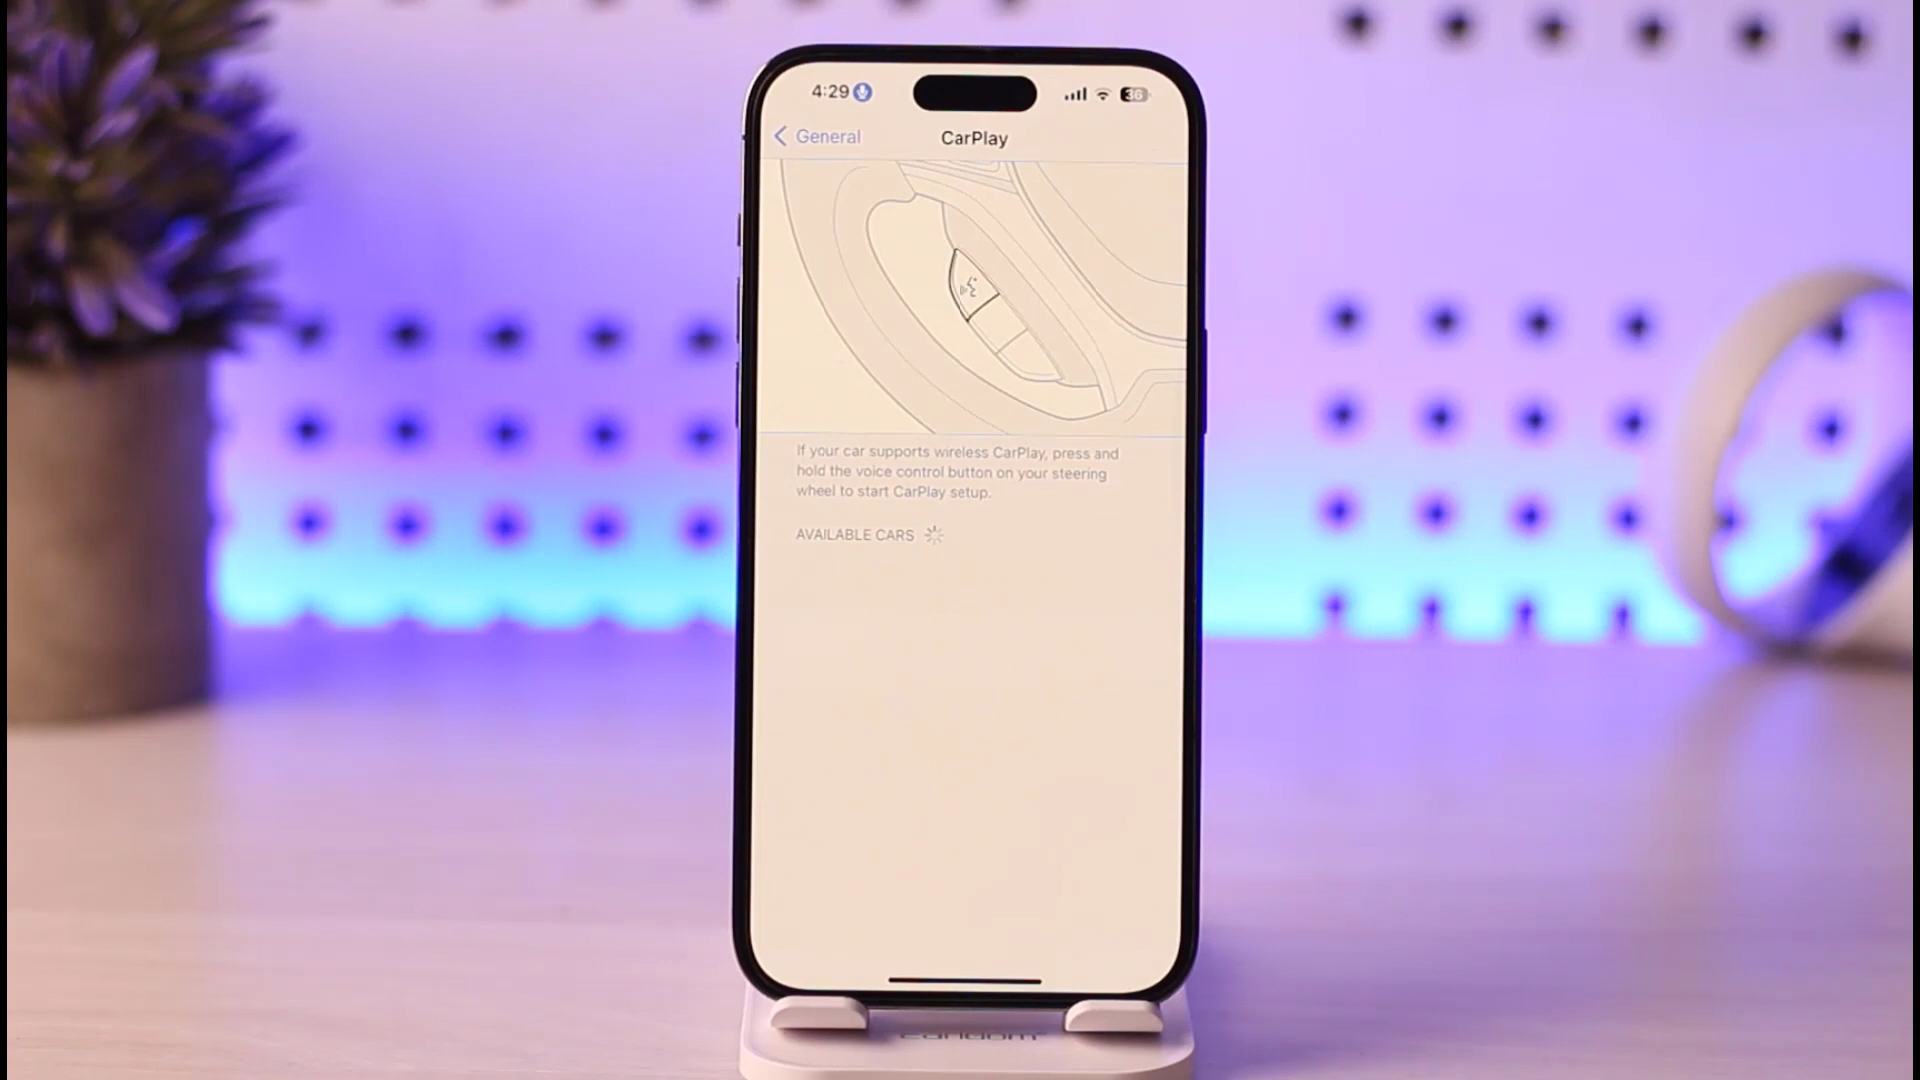 4:29
36
General
CarPlay
If your car supports wireless CarPlay, press and
hold the voice control button on your steering
wheel to start CarPlay setup.
AVAILABLE CARS